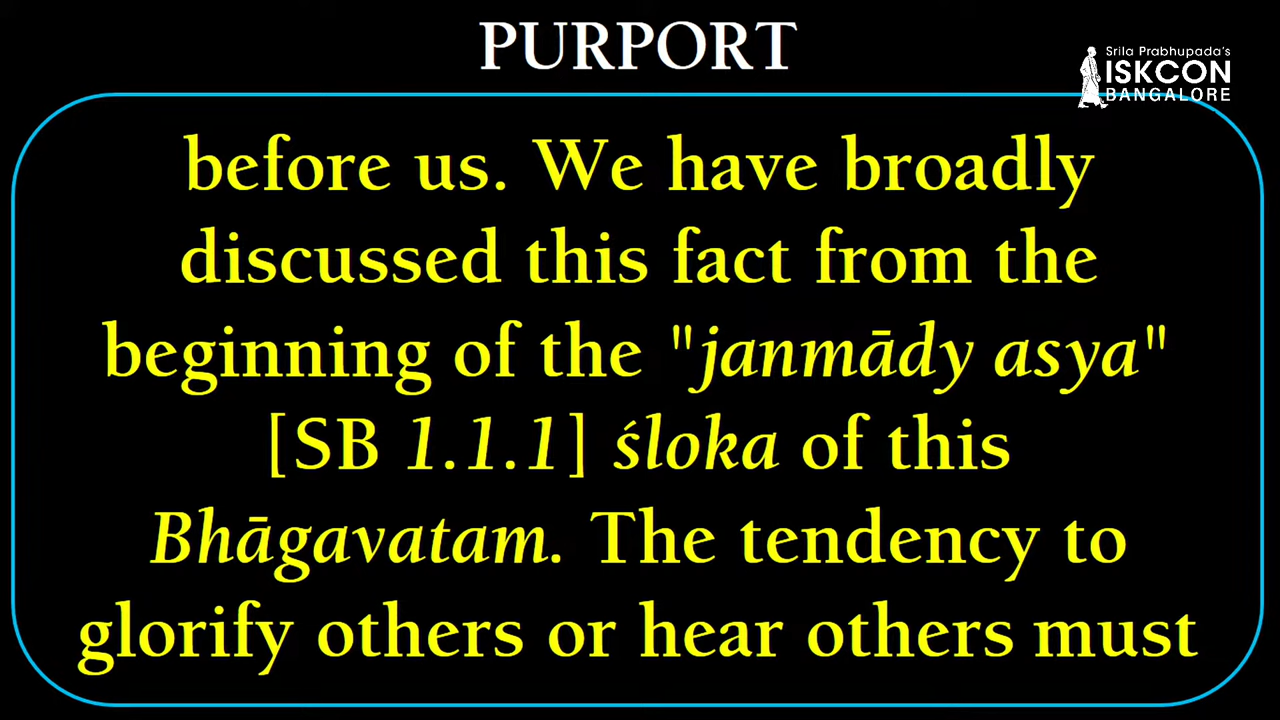 PURPORT
Srila Prabhupada's
ISKCON
BANGALORE
before us. We have broadly
discussed this fact from the
beginning of the "janmādy asya"
[SB 1.1.1] śloka of this
Bhāgavatam. The tendency to
glorify others or hear others must